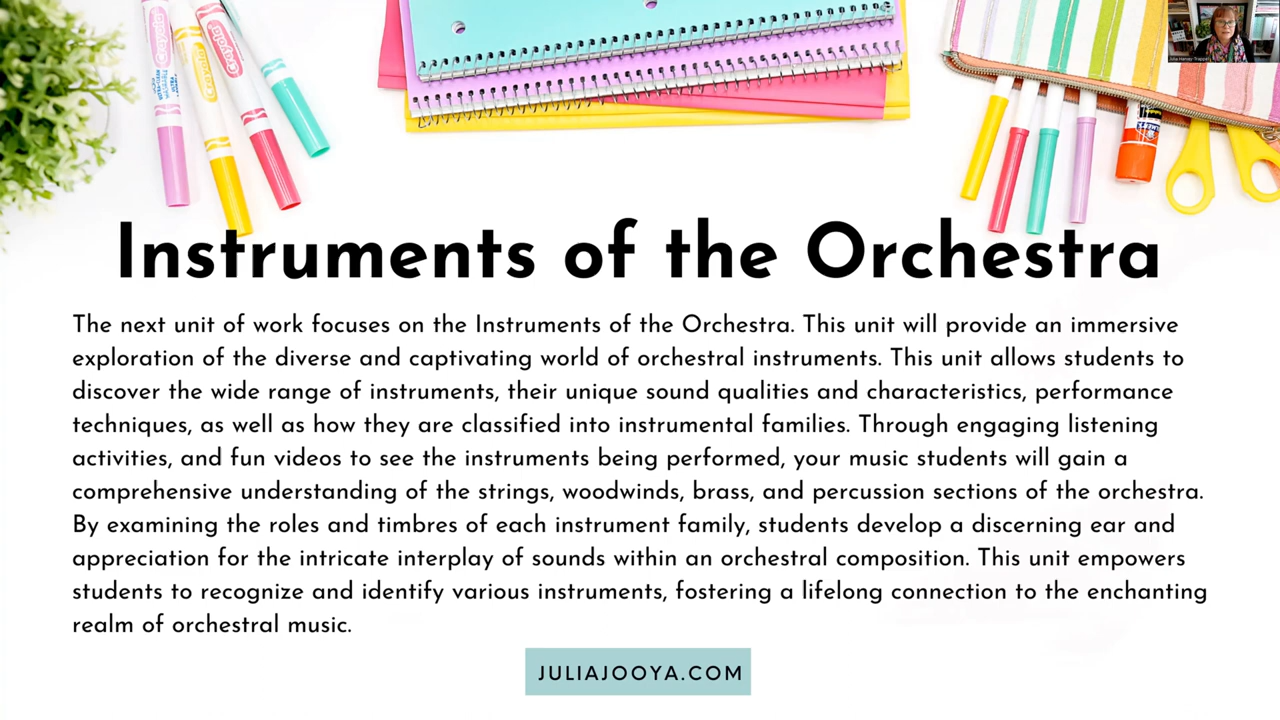 Crayola
ULTRA-CLEAN
Crayola
Crayola
Instruments of the Orchestra
The next unit of work focuses on the Instruments of the Orchestra. This unit will provide an immersive
exploration of the diverse and captivating world of orchestral instruments. This unit allows students to
discover the wide range of instruments, their unique sound qualities and characteristics, performance
techniques, as well as how they are classified into instrumental families. Through engaging listening
activities, and fun videos to see the instruments being performed, your music students will gain a
comprehensive understanding of the strings, woodwinds, brass, and percussion sections of the orchestra.
By examining the roles and timbres of each instrument family, students develop a discerning ear and
appreciation for the intricate interplay of sounds within an orchestral composition. This unit empowers
students to recognize and identify various instruments, fostering a lifelong connection to the enchanting
realm of orchestral music.
JULIAJOOYA.COM